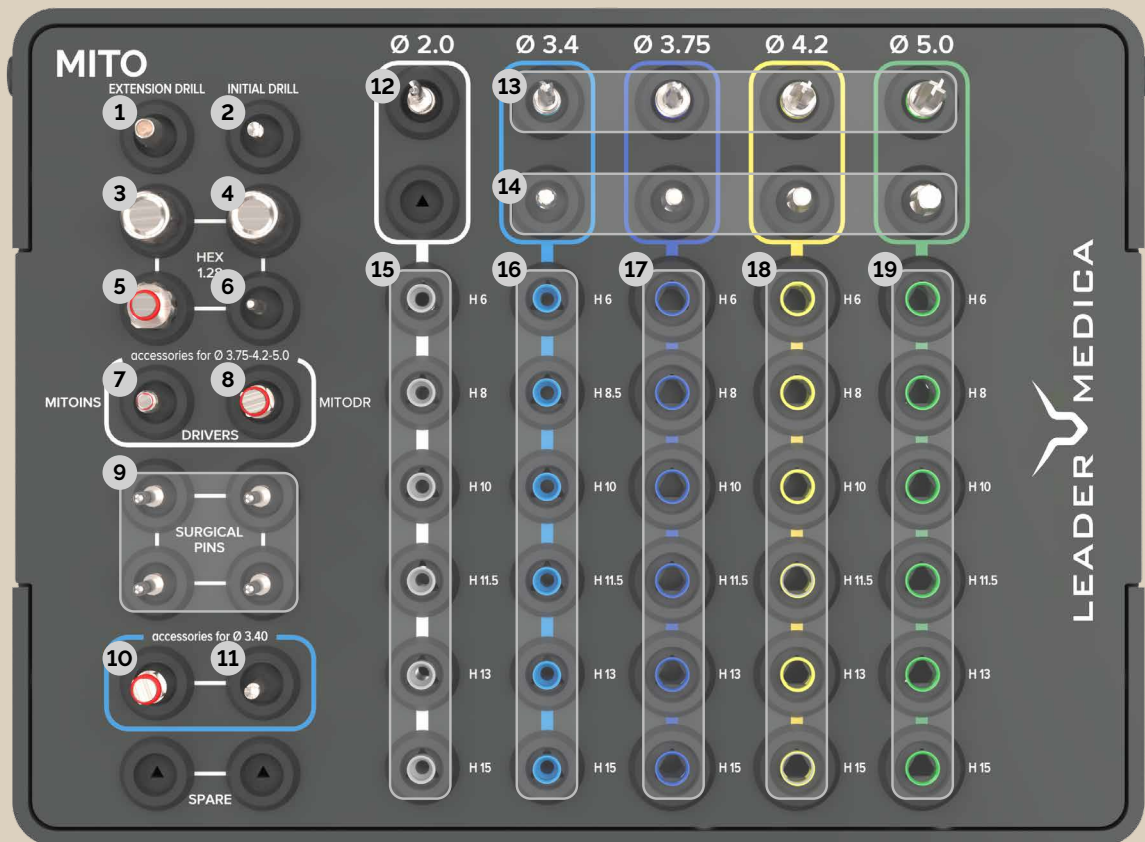 MITO
EXTENSION DRILL
INITIAL DRILL
1
2
3
4
HEX
1.28
5
6
accessories for Ø 3.75-4.2-5.0
7
8
MITOINS
MITODR
DRIVERS
9
SURGICAL
PINS
accessories for Ø 3.40
10
11
SPARE
Ø 2.0
Ø 3.4
Ø 3.75
Ø 4.2
Ø 5.0
12
13
14
15
16
17
18
19
H 6
H 6
H 6
H 6
H 6
H 8
H 8.5
H 8
H 8
H 8
H 10
H 10
H 10
H 10
H 10
H 11.5
H 11.5
H 11.5
H 11.5
H 11.5
H 13
H 13
H 13
H 13
H 13
H 15
H 15
H 15
H 15
H 15
LEADER MEDICA